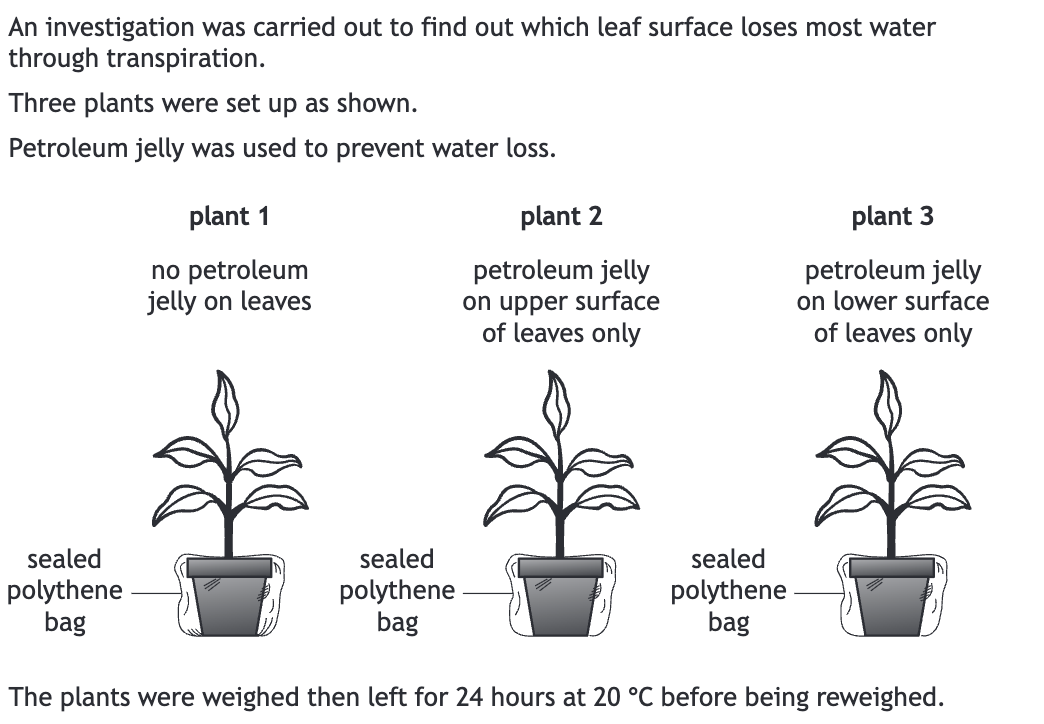 An investigation was carried out to find out which leaf surface loses most water
through transpiration.
Three plants were set up as shown.
Petroleum jelly was used to prevent water loss.
plant 1
no petroleum
jelly on leaves
plant 2
petroleum jelly
on upper surface
of leaves only
plant 3
petroleum jelly
on lower surface
of leaves only
sealed
polythene
bag
sealed
polythene
bag
sealed
polythene
bag
The plants were weighed then left for 24 hours at 20 °C before being reweighed.